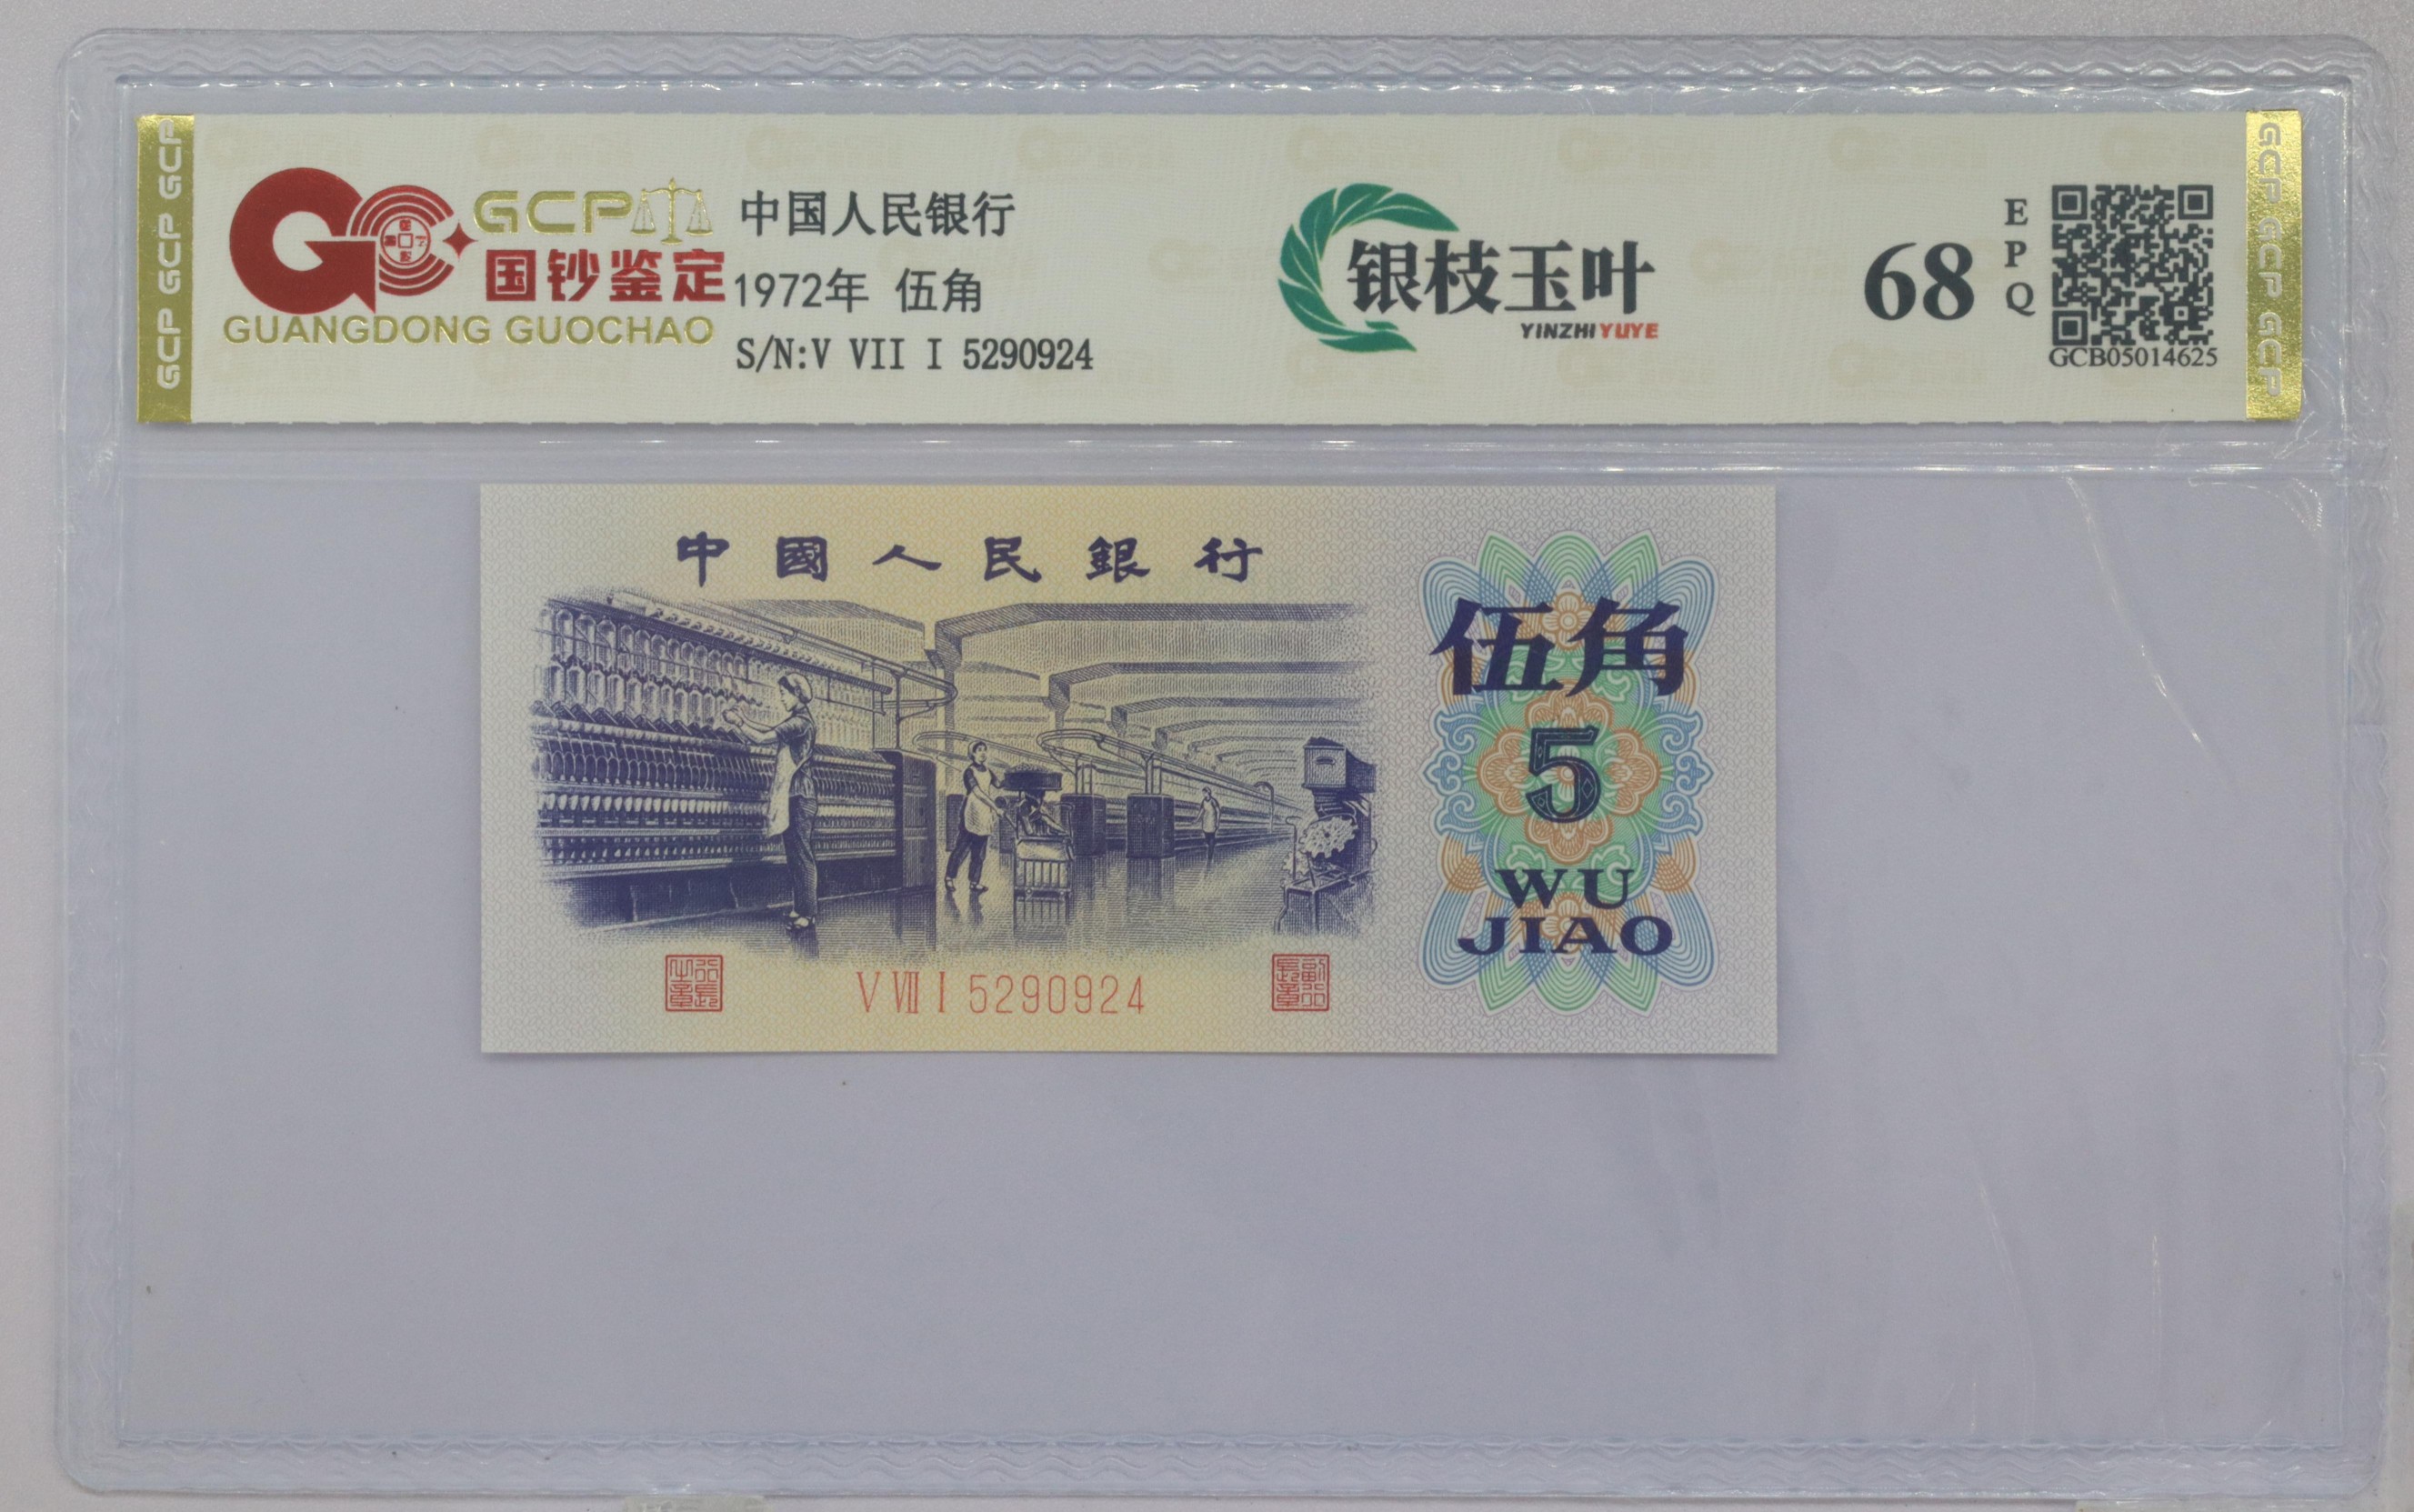 GCP GCP GCP
GCP
国钞鉴定
GUANGDONG GUOCHAO
中国人民银行
1972年 伍角
S/N:V VII I 5290924
银枝玉叶
YINZHIYUYE
68
EPQ
GCB05014625
GCP GCP GCP
中國人民銀行
伍角
5
WU
JIAO
V VII I 5290924